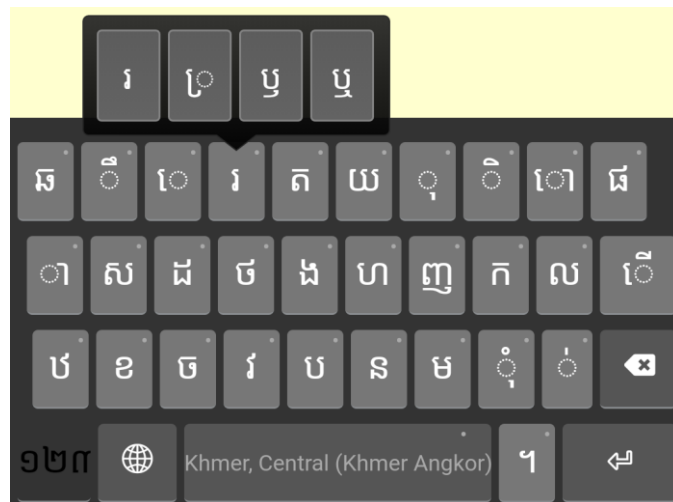 រ ្រ ឫ ឬ
ឆ ឹ េ រ ត យ ុ ិ ោ ផ
ា ស ដ ថ ង ហ ញ ក ល ើ
ឋ ខ ច វ ប ន ម ុំ ់
១២៣ Khmer, Central (Khmer Angkor) ។